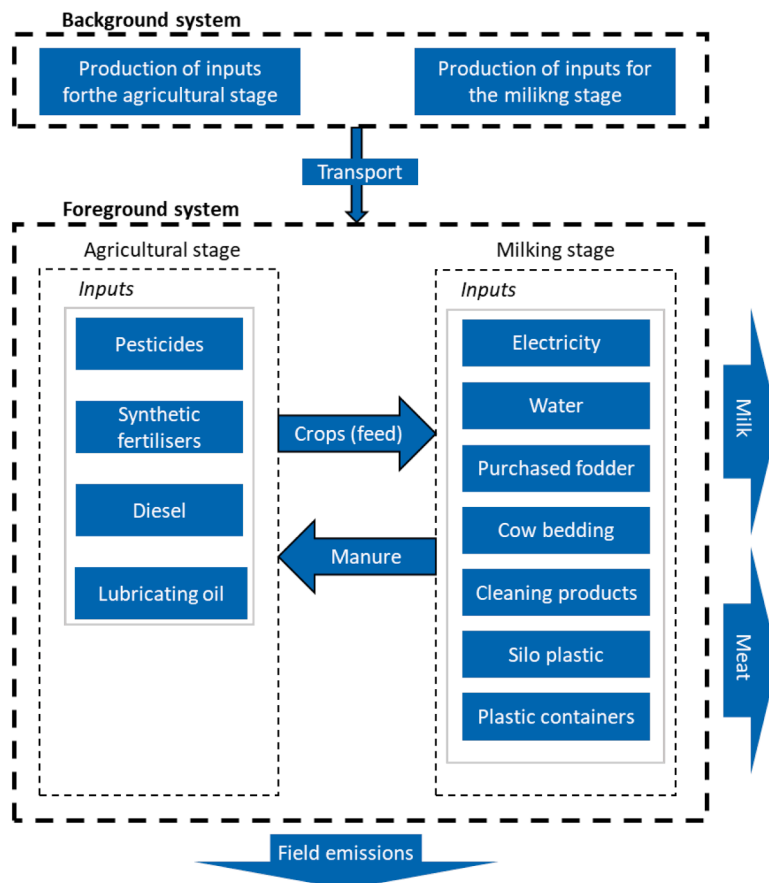 Background system
Production of inputs
forthe agricultural stage
Production of inputs for
the milikng stage
Transport
Foreground system
Agricultural stage
Inputs
Pesticides
Synthetic
fertilisers
Diesel
Lubricating oil
Crops (feed)
Manure
Milking stage
Inputs
Electricity
Water
Purchased fodder
Cow bedding
Cleaning products
Silo plastic
Plastic containers
Milk
Meat
Field emissions